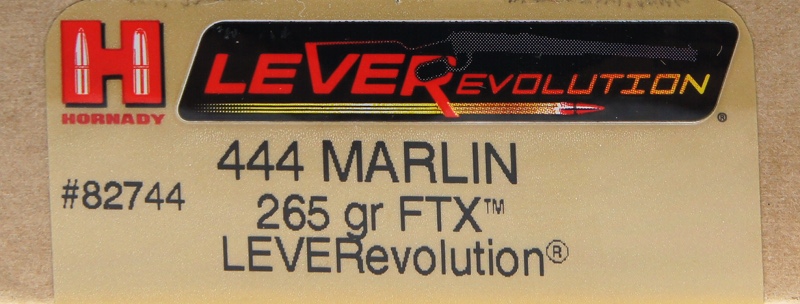 H
HORNADY
LEVEREVOLUTION®
444 MARLIN
#82744
265 gr FTX™
LEVERevolution®